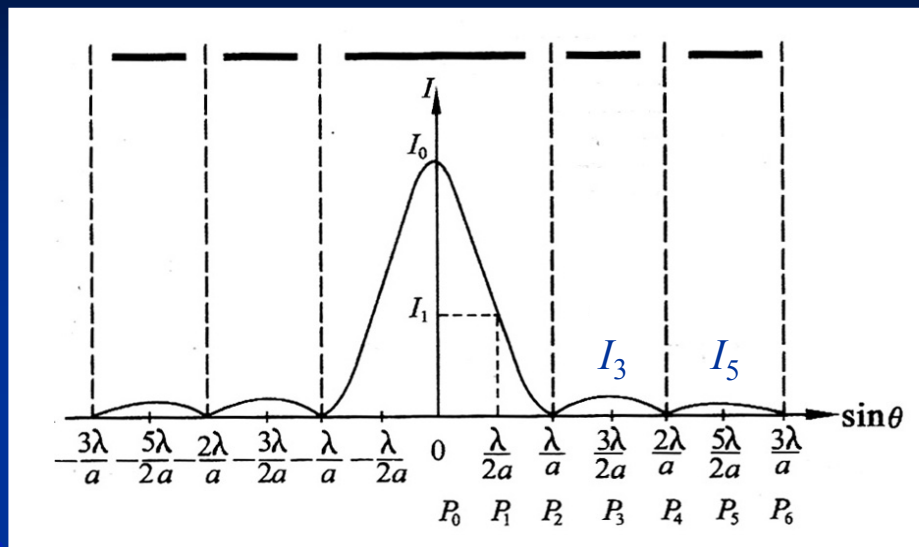 I
I₀
I₁
I₃ I₅
-3λ/a -5λ/2a -2λ/a -3λ/2a -λ/a -λ/2a 0 λ/2a λ/a 3λ/2a 2λ/a 5λ/2a 3λ/a sinθ
P₀ P₁ P₂ P₃ P₄ P₅ P₆